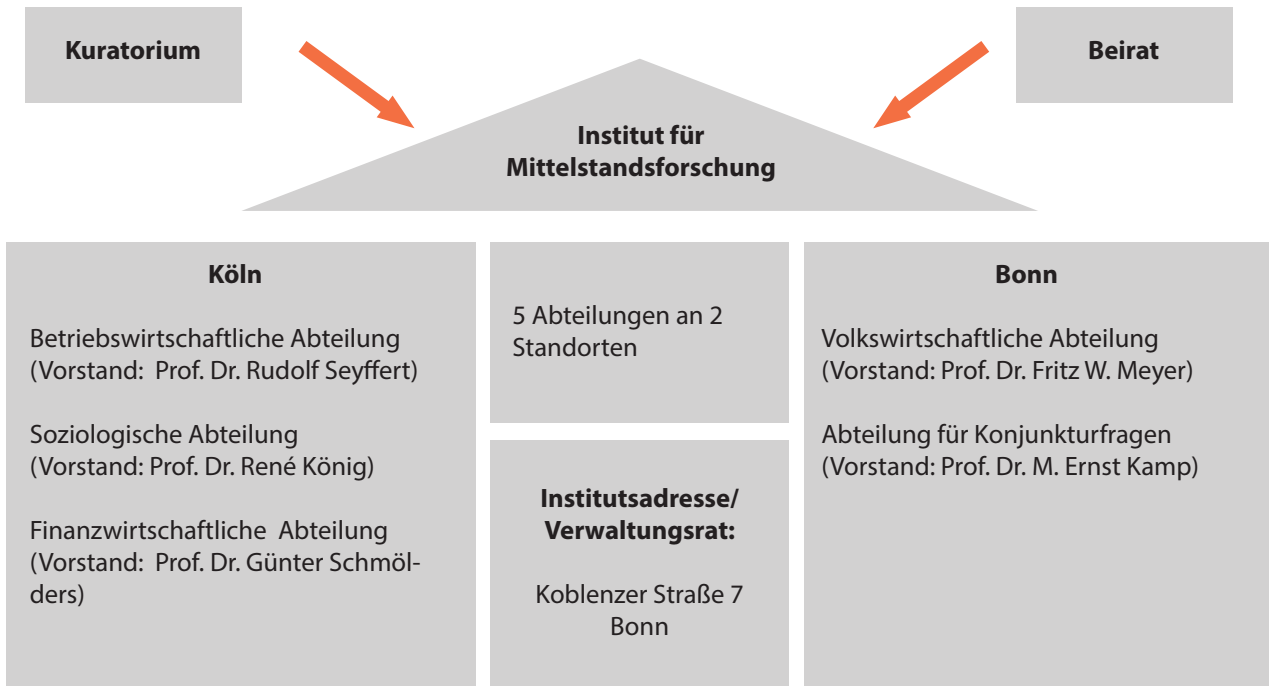 Kuratorium
Beirat
Institut für
Mittelstandsforschung
Köln
Betriebswirtschaftliche Abteilung
(Vorstand: Prof. Dr. Rudolf Seyffert)
Soziologische Abteilung
(Vorstand: Prof. Dr. René König)
Finanzwirtschaftliche Abteilung
(Vorstand: Prof. Dr. Günter Schmöl-
ders)
5 Abteilungen an 2
Standorten
Institutsadresse/
Verwaltungsrat:
Koblenzer Straße 7
Bonn
Bonn
Volkswirtschaftliche Abteilung
(Vorstand: Prof. Dr. Fritz W. Meyer)
Abteilung für Konjunkturfragen
(Vorstand: Prof. Dr. M. Ernst Kamp)